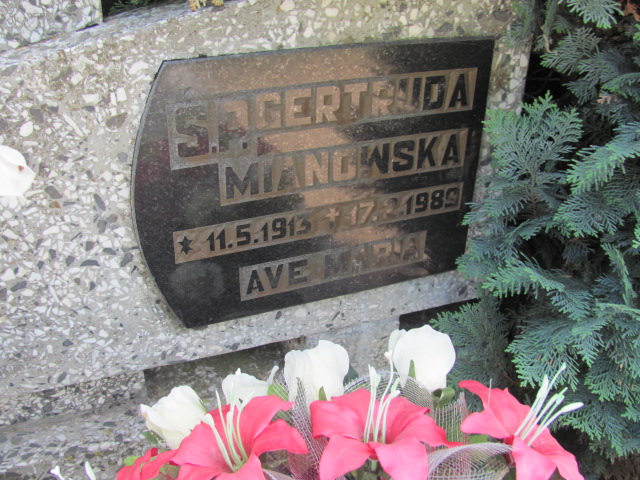 Ś.P. GERTRUDA
MIANOWSKA
* 11.5.1913 + 17.2.1989
AVE MARIA